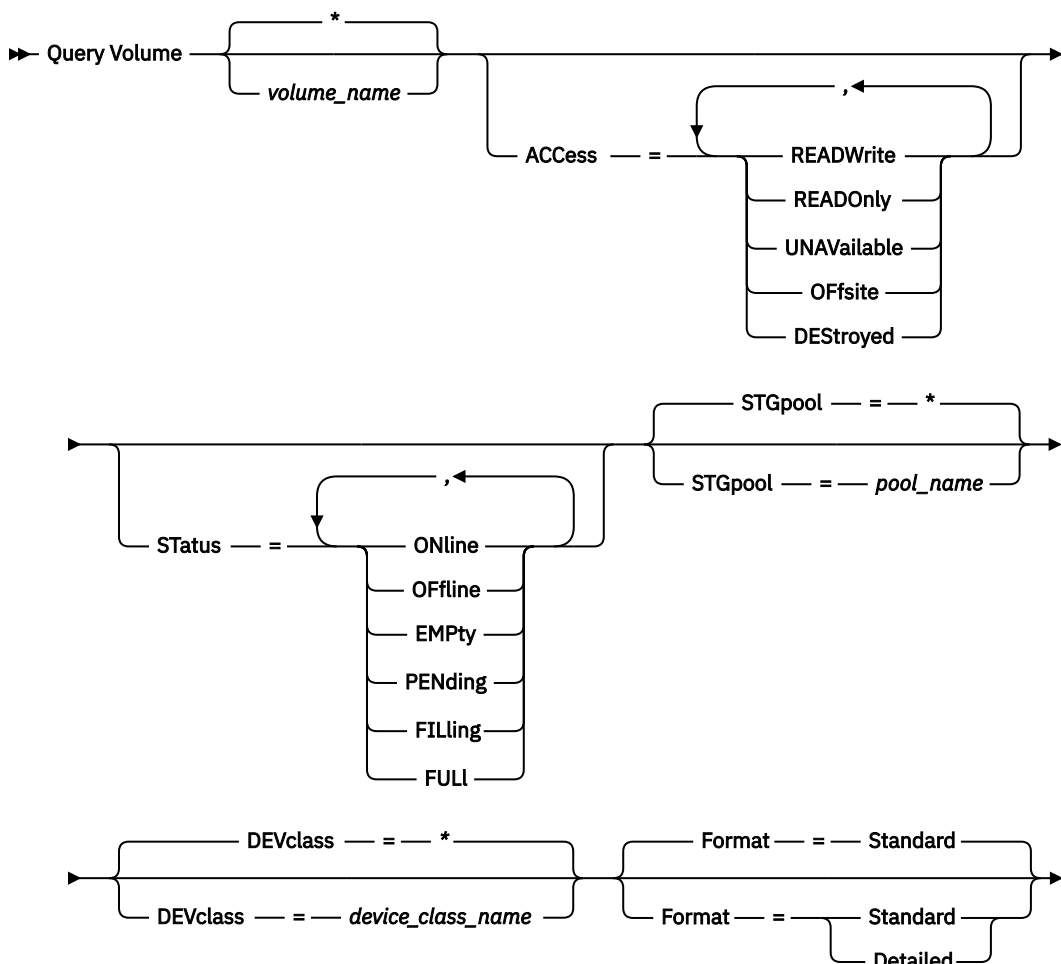 *
Query Volume
volume_name
,
ACCess = READWrite
READOnly
UNAVailable
OFfsite
DEStroyed
STGpool = *
STGpool = pool_name
,
STatus = ONline
OFfline
EMPty
PENding
FILling
FULl
DEVclass = * Format = Standard
DEVclass = device_class_name Format = Standard
Detailed